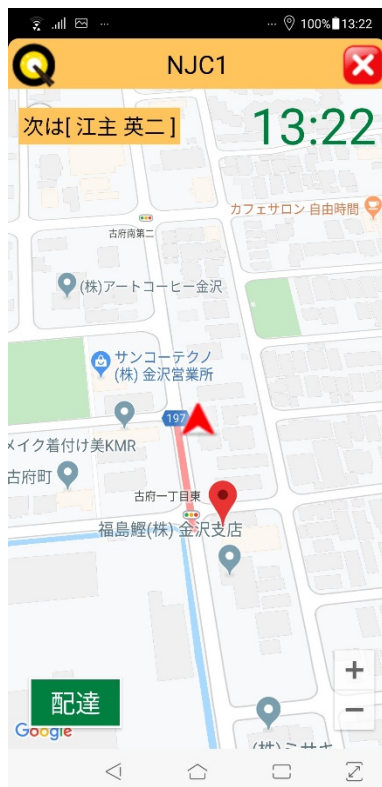 ... 100% 13:22
NJC1
次は[ 江主 英二 ]
13:22
カフェサロン 自由時間
古府南第二
(株)アートコーヒー金沢
サンコーテクノ
(株) 金沢営業所
197
メイク着付け美KMR
古府町
古府一丁目東
福島鰹(株) 金沢支店
+
配達
−
Google
(株)ミサキ